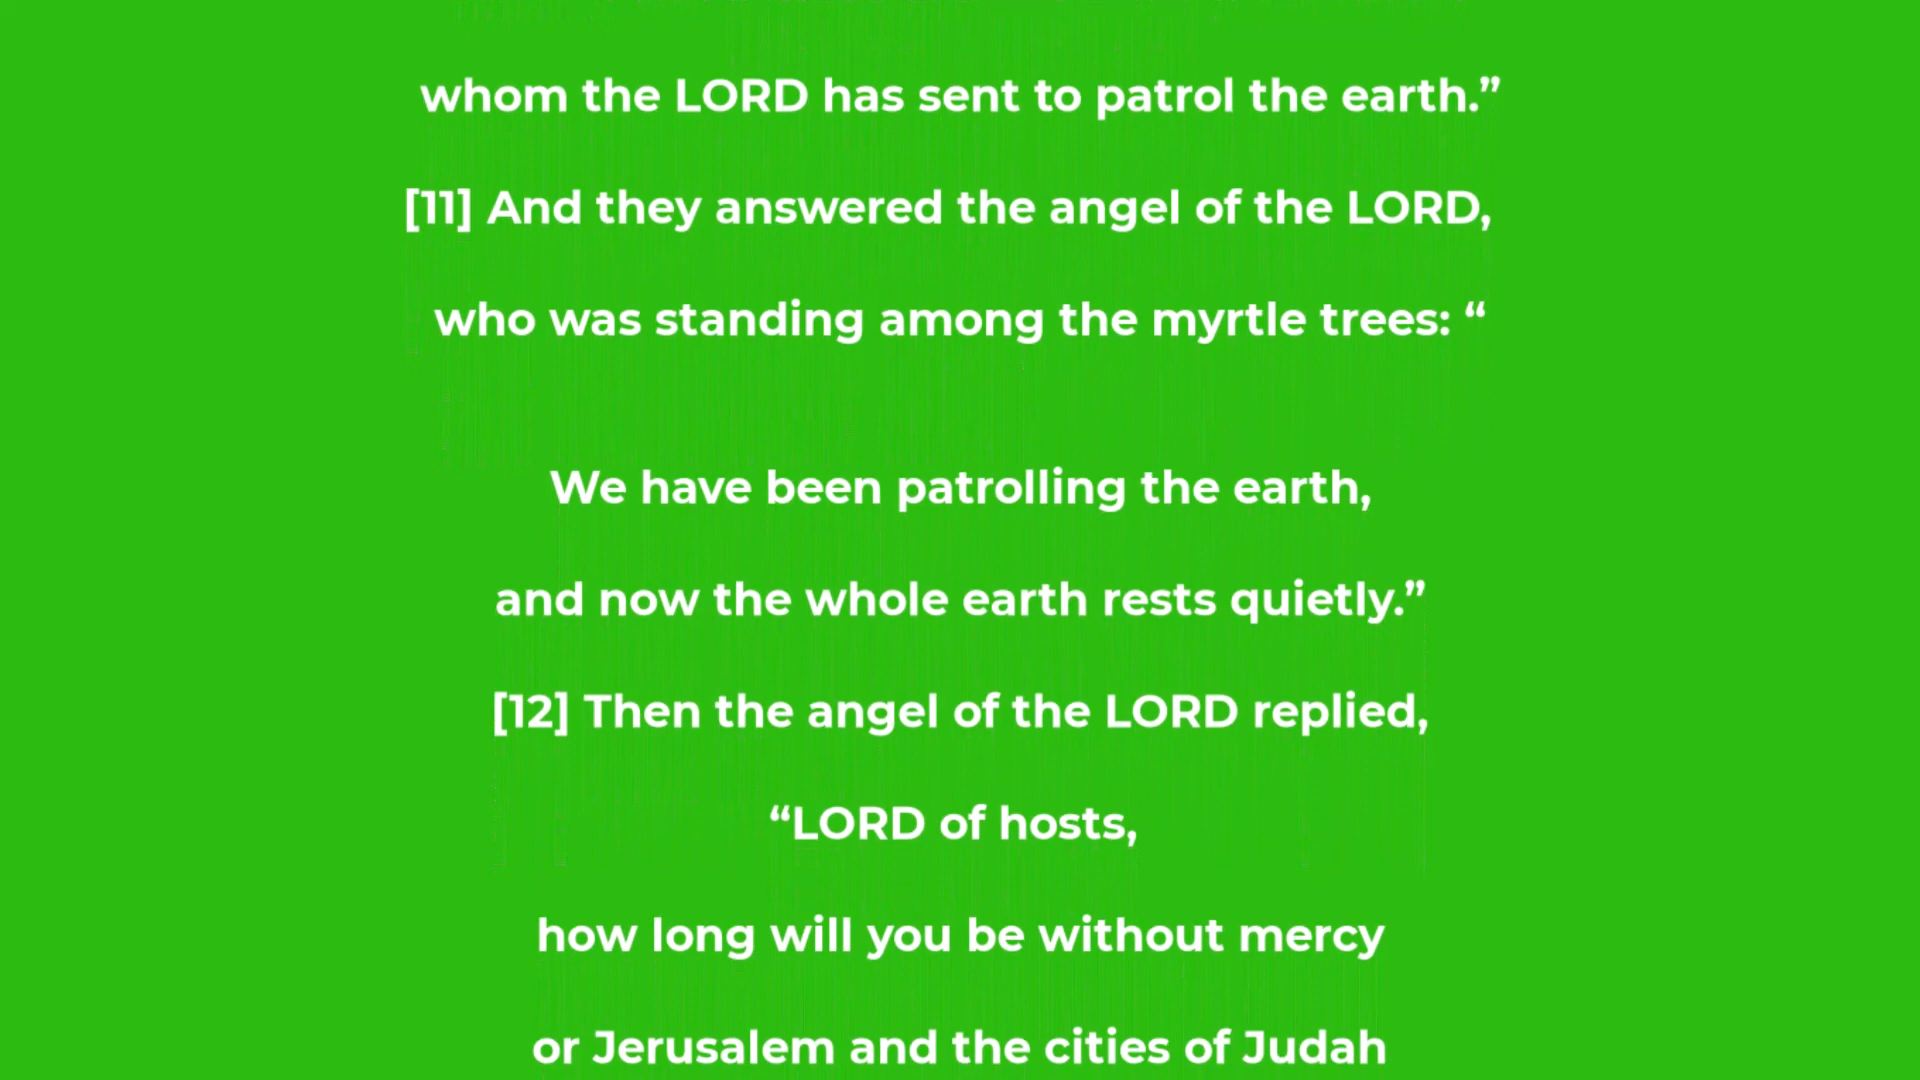 whom the LORD has sent to patrol the earth.”
[11] And they answered the angel of the LORD,
who was standing among the myrtle trees: “
We have been patrolling the earth,
and now the whole earth rests quietly.”
[12] Then the angel of the LORD replied,
“LORD of hosts,
how long will you be without mercy
or Jerusalem and the cities of Judah